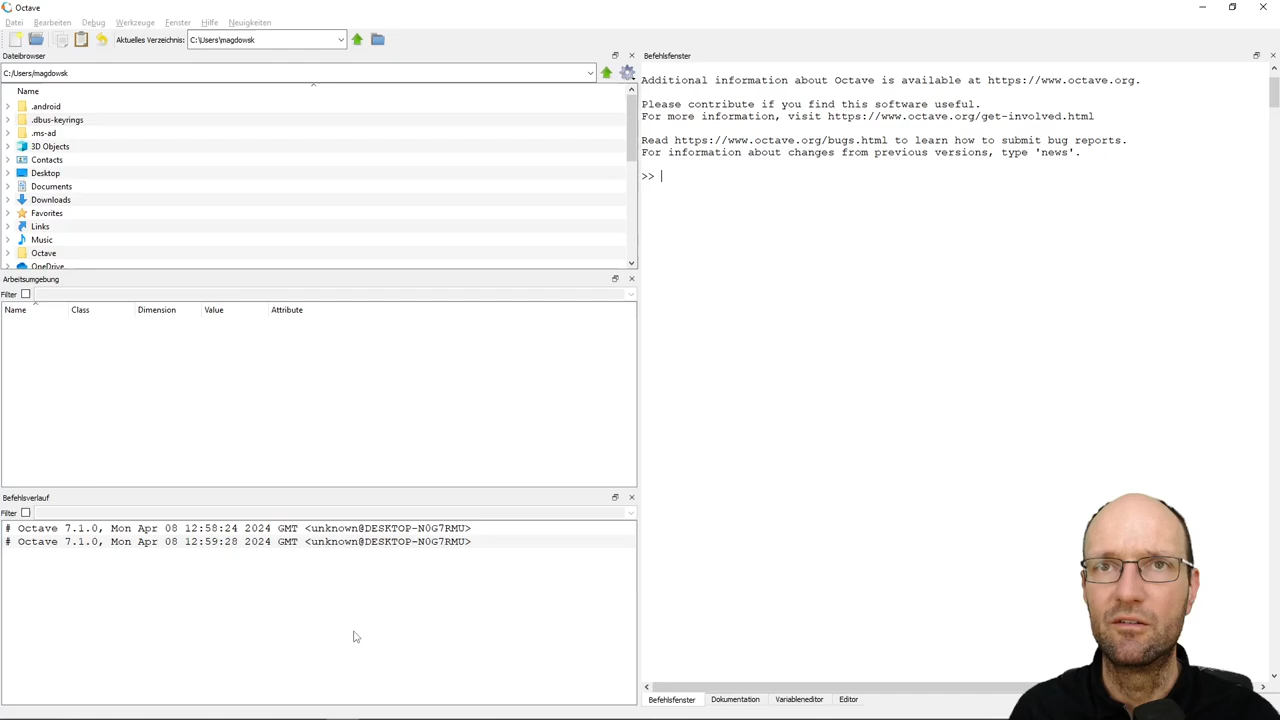 Octave
Datei Bearbeiten Debug Werkzeuge Fenster Hilfe Neuigkeiten
Aktuelles Verzeichnis: C:\Users\magdowsk
Dateibrowser
C:/Users/magdowsk
Name
.android
.dbus-keyrings
.ms-ad
3D Objects
Contacts
Desktop
Documents
Downloads
Favorites
Links
Music
Octave
OneDrive
Arbeitsumgebung
Filter
Name Class Dimension Value Attribute
Befehlsverlauf
Filter
# Octave 7.1.0, Mon Apr 08 12:58:24 2024 GMT <unknown@DESKTOP-N0G7RMU>
# Octave 7.1.0, Mon Apr 08 12:59:28 2024 GMT <unknown@DESKTOP-N0G7RMU>
Befehlsfenster
Additional information about Octave is available at https://www.octave.org.
Please contribute if you find this software useful.
For more information, visit https://www.octave.org/get-involved.html
Read https://www.octave.org/bugs.html to learn how to submit bug reports.
For information about changes from previous versions, type 'news'.
>>
Befehlsfenster Dokumentation Variableneditor Editor